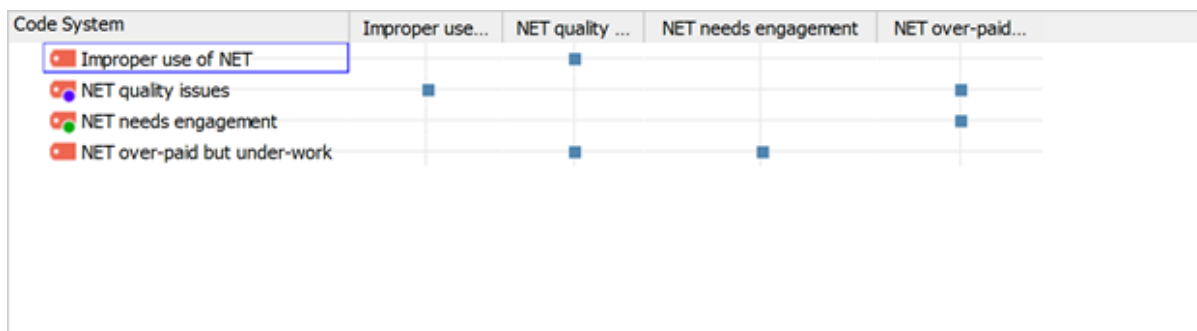 Code System Improper use... NET quality ... NET needs engagement NET over-paid...
Improper use of NET
NET quality issues
NET needs engagement
NET over-paid but under-work